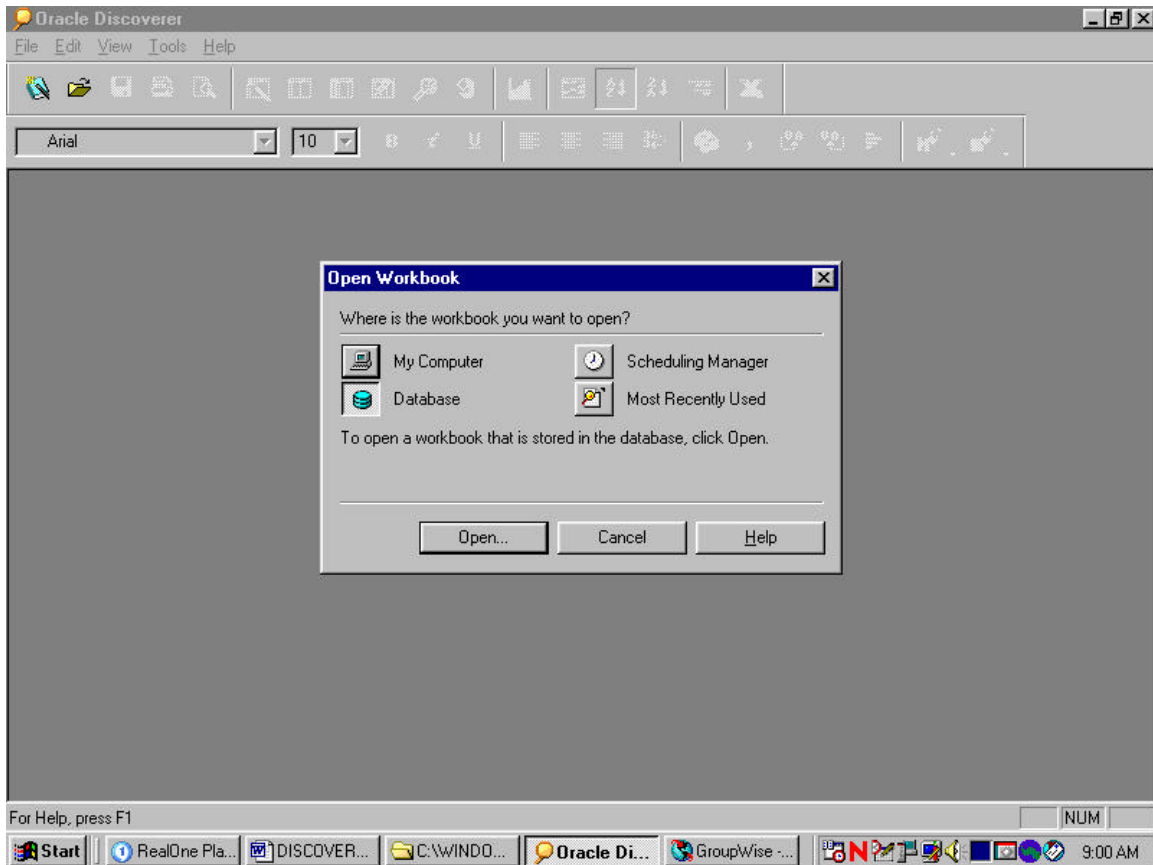 Oracle Discoverer
File Edit View Tools Help
Arial 10 B I U
Open Workbook
Where is the workbook you want to open?
My Computer Scheduling Manager
Database Most Recently Used
To open a workbook that is stored in the database, click Open.
Open... Cancel Help
For Help, press F1 NUM
Start RealOne Pla... DISCOVER... C:\WINDO... Oracle Di... GroupWise -... 9:00 AM